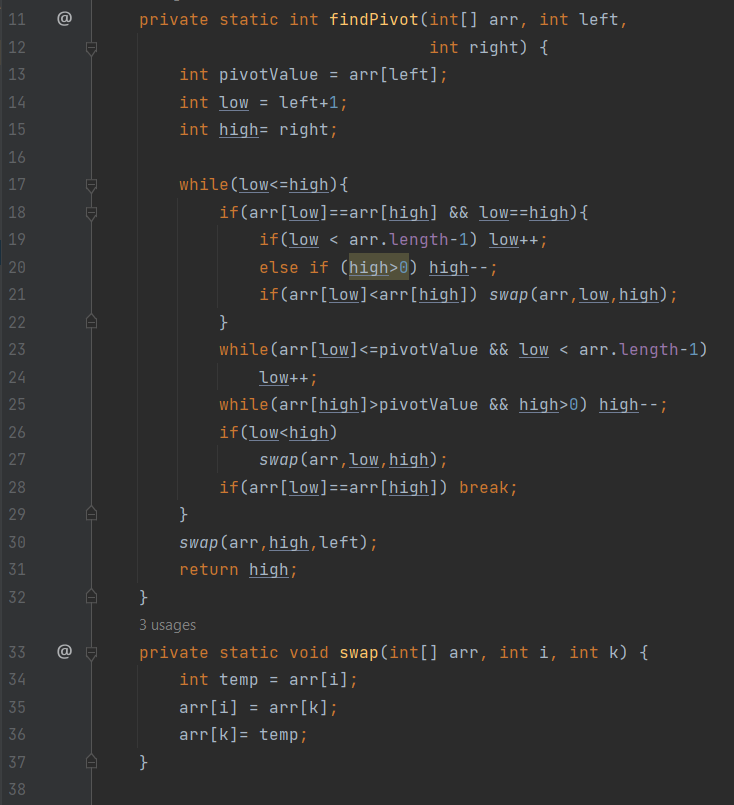 11 @ private static int findPivot(int[] arr, int left,
12 int right) {
13 int pivotValue = arr[left];
14 int low = left+1;
15 int high= right;
16
17 while(low<=high){
18 if(arr[low]==arr[high] && low==high){
19 if(low < arr.length-1) low++;
20 else if (high>0) high--;
21 if(arr[low]<arr[high]) swap(arr,low,high);
22 }
23 while(arr[low]<=pivotValue && low < arr.length-1)
24 low++;
25 while(arr[high]>pivotValue && high>0) high--;
26 if(low<high)
27 swap(arr,low,high);
28 if(arr[low]==arr[high]) break;
29 }
30 swap(arr,high,left);
31 return high;
32 }
3 usages
33 @ private static void swap(int[] arr, int i, int k) {
34 int temp = arr[i];
35 arr[i] = arr[k];
36 arr[k]= temp;
37 }
38